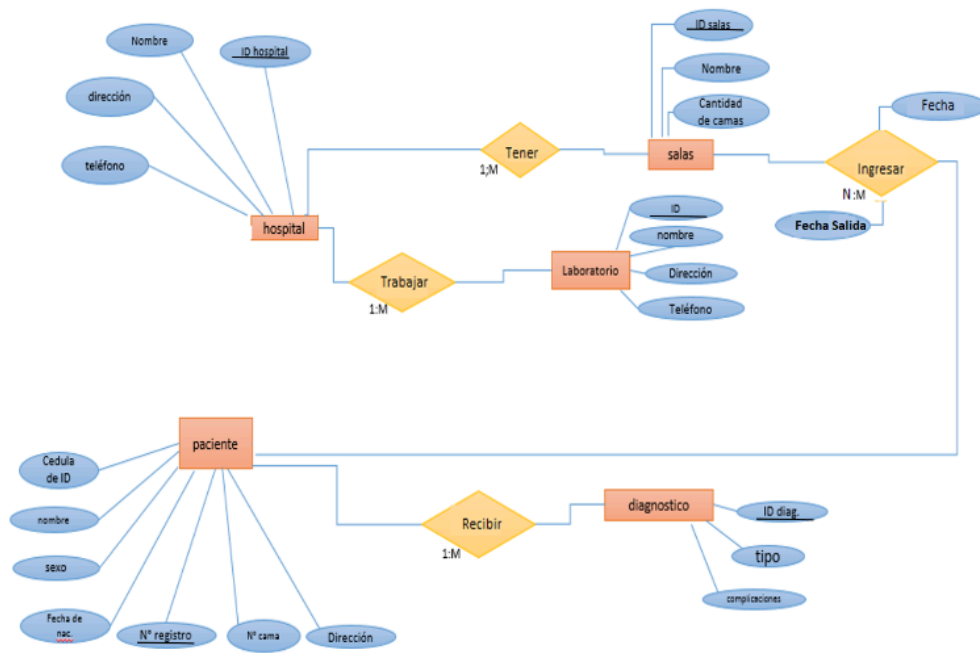 ID salas
Nombre
ID hospital
Nombre
dirección
Cantidad
de camas
Fecha
teléfono
Tener
1;M
salas
Ingresar
N:M
ID
hospital
nombre
Fecha Salida
Trabajar
1:M
Laboratorio
Dirección
Teléfono
paciente
Cedula
de ID
nombre
diagnostico
ID diag.
Recibir
1:M
tipo
sexo
complicaciones
Fecha de
nac.
N° registro
N° cama
Dirección